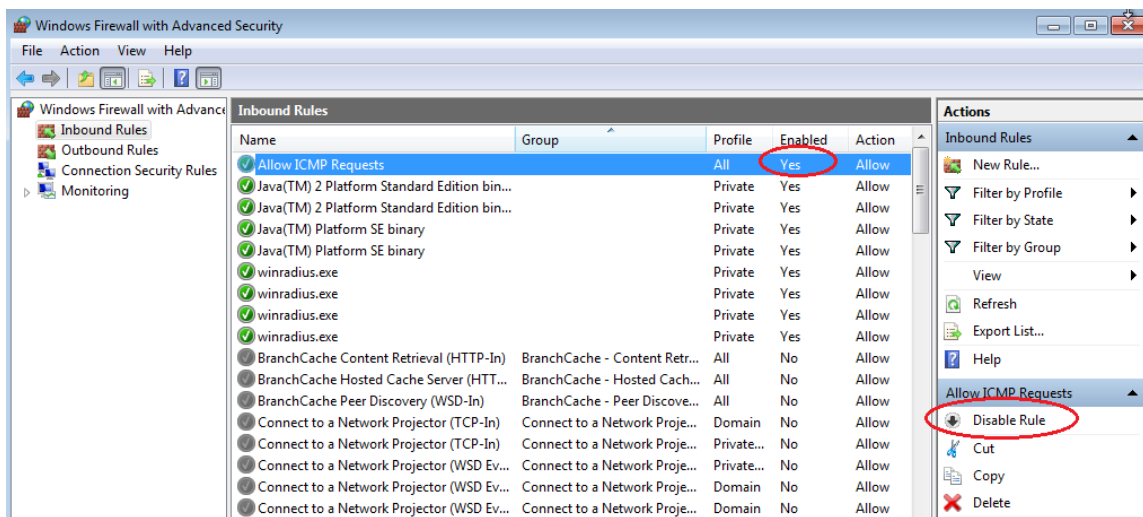 Windows Firewall with Advanced Security
File Action View Help
Windows Firewall with Advance
Inbound Rules
Outbound Rules
Connection Security Rules
Monitoring
Inbound Rules
Name Group Profile Enabled Action
Allow ICMP Requests All Yes Allow
Java(TM) 2 Platform Standard Edition bin... Private Yes Allow
Java(TM) 2 Platform Standard Edition bin... Private Yes Allow
Java(TM) Platform SE binary Private Yes Allow
Java(TM) Platform SE binary Private Yes Allow
winradius.exe Private Yes Allow
winradius.exe Private Yes Allow
winradius.exe Private Yes Allow
winradius.exe Private Yes Allow
BranchCache Content Retrieval (HTTP-In) BranchCache - Content Retr... All No Allow
BranchCache Hosted Cache Server (HTT... BranchCache - Hosted Cach... All No Allow
BranchCache Peer Discovery (WSD-In) BranchCache - Peer Discove... All No Allow
Connect to a Network Projector (TCP-In) Connect to a Network Proje... Domain No Allow
Connect to a Network Projector (TCP-In) Connect to a Network Proje... Private... No Allow
Connect to a Network Projector (WSD Ev... Connect to a Network Proje... Private... No Allow
Connect to a Network Projector (WSD Ev... Connect to a Network Proje... Domain No Allow
Connect to a Network Projector (WSD Ev... Connect to a Network Proje... Domain No Allow
Actions
Inbound Rules
New Rule...
Filter by Profile
Filter by State
Filter by Group
View
Refresh
Export List...
Help
Allow ICMP Requests
Disable Rule
Cut
Copy
Delete